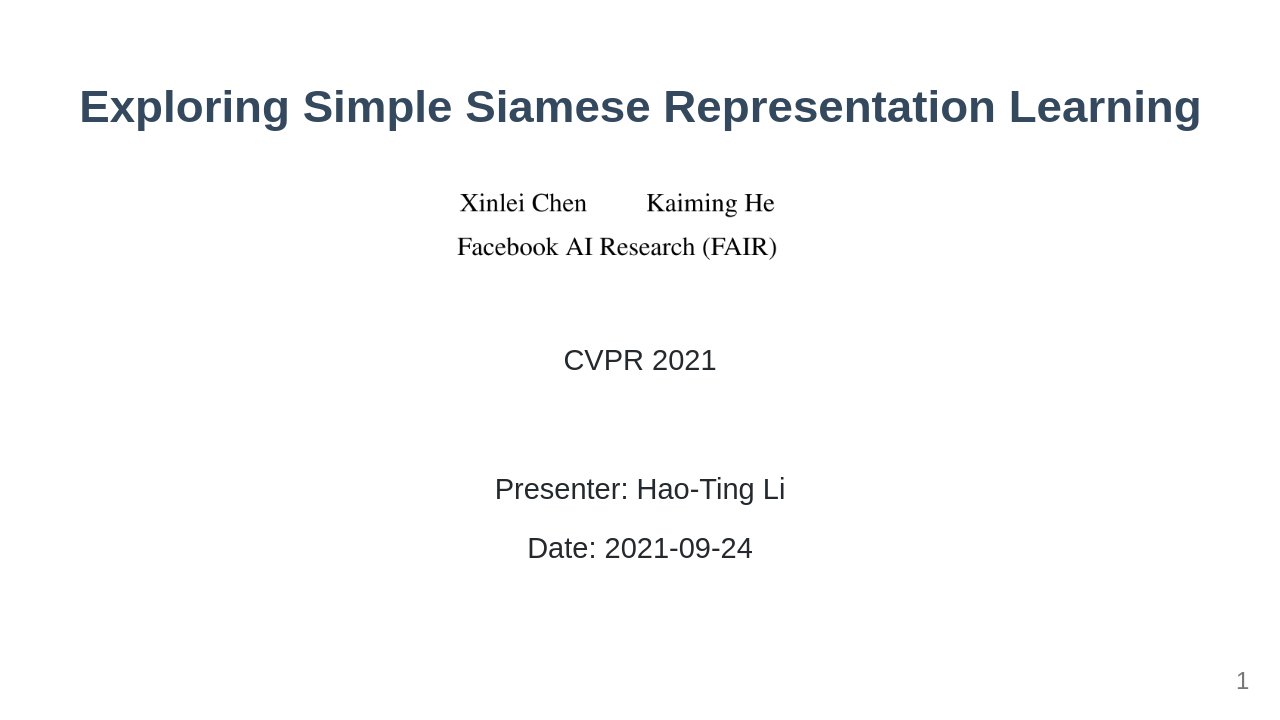 Exploring Simple Siamese Representation Learning
Xinlei Chen Kaiming He
Facebook AI Research (FAIR)
CVPR 2021
Presenter: Hao-Ting Li
Date: 2021-09-24
1